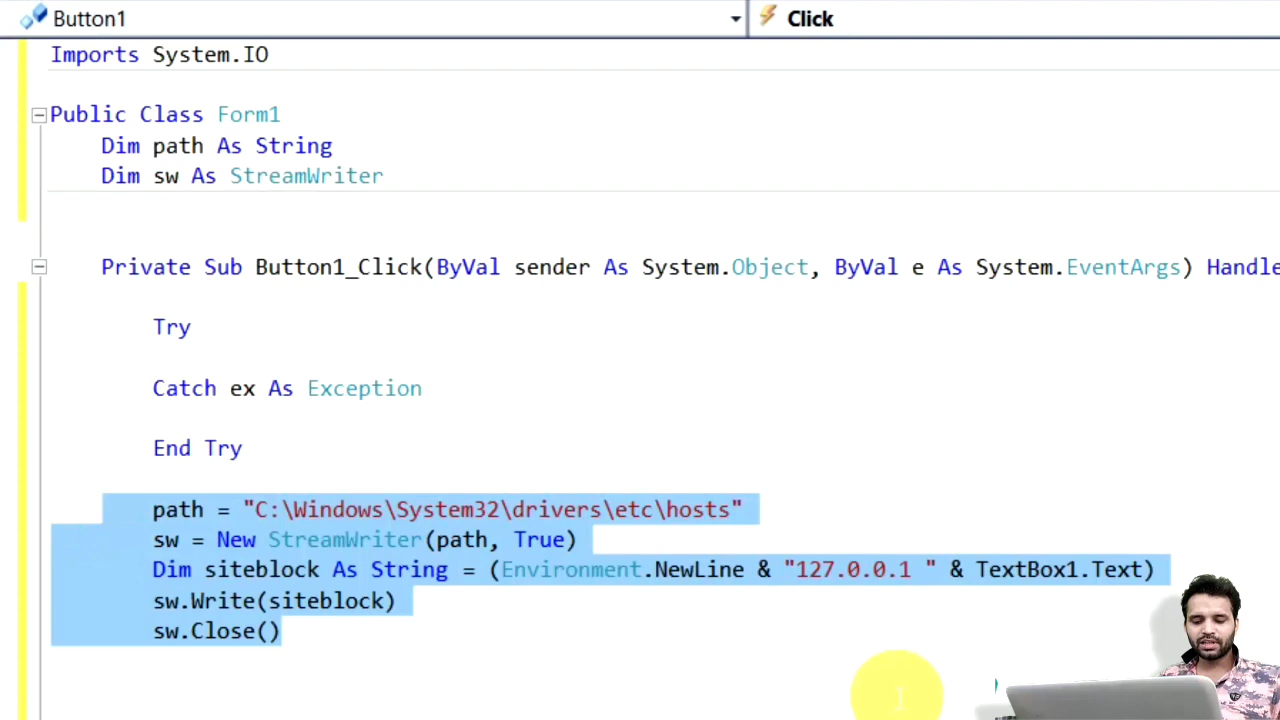 Button1
Click
Imports System.IO
Public Class Form1
Dim path As String
Dim sw As StreamWriter
Private Sub Button1_Click(ByVal sender As System.Object, ByVal e As System.EventArgs) Handle
Try
Catch ex As Exception
End Try
path = "C:\Windows\System32\drivers\etc\hosts"
sw = New StreamWriter(path, True)
Dim siteblock As String = (Environment.NewLine & "127.0.0.1 " & TextBox1.Text)
sw.Write(siteblock)
sw.Close()